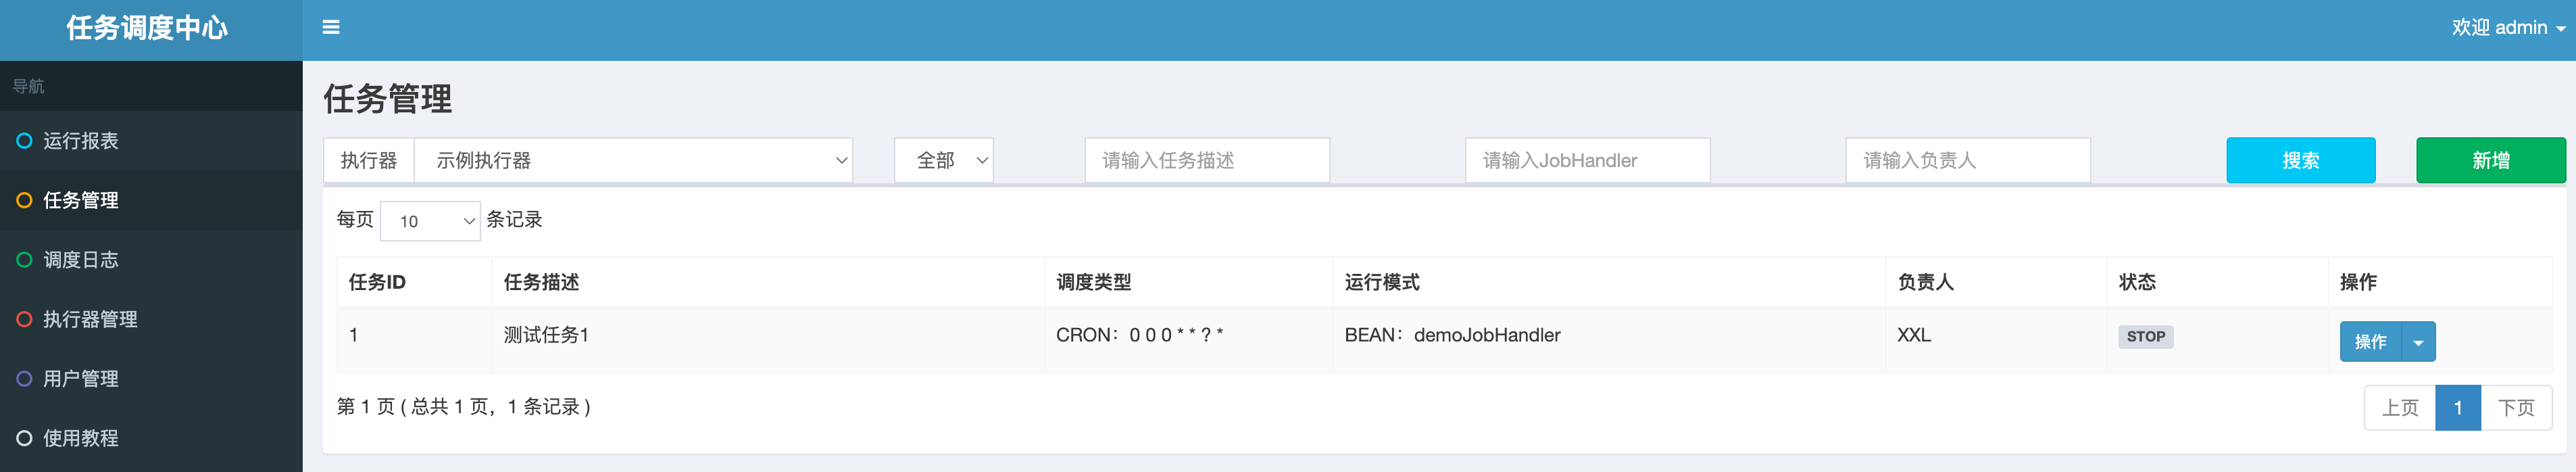 任务调度中心
欢迎 admin
导航
运行报表
任务管理
调度日志
执行器管理
用户管理
使用教程
任务管理
执行器 示例执行器 全部 请输入任务描述 请输入JobHandler 请输入负责人 搜索 新增
每页 10 条记录
任务ID 任务描述 调度类型 运行模式 负责人 状态 操作
1 测试任务1 CRON：0 0 0 * * ? * BEAN：demoJobHandler XXL STOP 操作
第 1 页 ( 总共 1 页，1 条记录 )
上页 1 下页